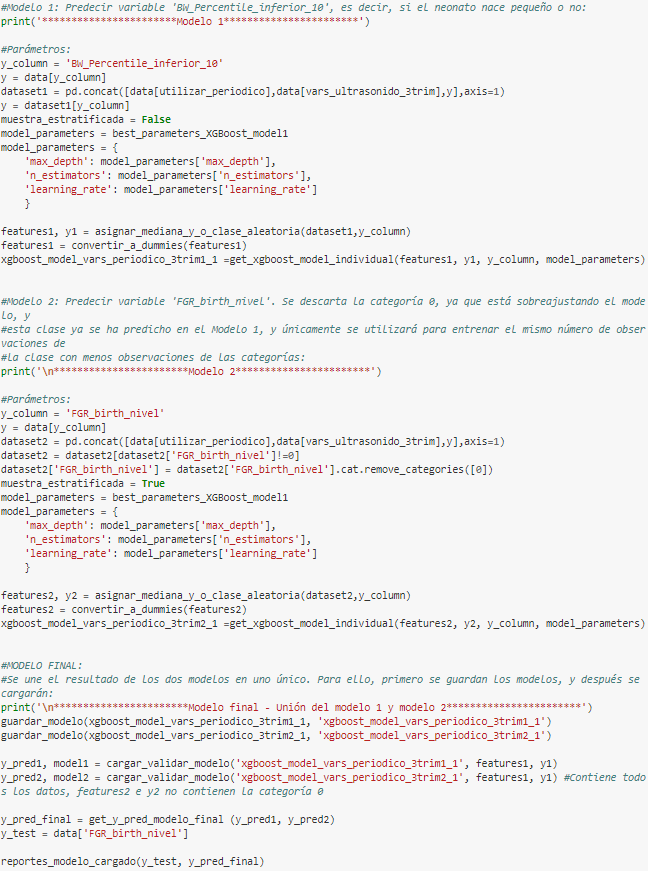 #Modelo 1: Predecir variable 'BW_Percentile_inferior_10', es decir, si el neonato nace pequeño o no:
print('***********************Modelo 1***********************')

#Parámetros:
y_column = 'BW_Percentile_inferior_10'
y = data[y_column]
dataset1 = pd.concat([data[utilizar_periodico],data[vars_ultrasonido_3trim],y],axis=1)
y = dataset1[y_column]
muestra_estratificada = False
model_parameters = best_parameters_XGBoost_model1
model_parameters = {
    'max_depth': model_parameters['max_depth'],
    'n_estimators': model_parameters['n_estimators'],
    'learning_rate': model_parameters['learning_rate']
    }

features1, y1 = asignar_mediana_y_o_clase_aleatoria(dataset1,y_column)
features1 = convertir_a_dummies(features1)
xgboost_model_vars_periodico_3trim1_1 =get_xgboost_model_individual(features1, y1, y_column, model_parameters)


#Modelo 2: Predecir variable 'FGR_birth_nivel'. Se descarta la categoría 0, ya que está sobreajustando el mode
lo, y
#esta clase ya se ha predicho en el Modelo 1, y únicamente se utilizará para entrenar el mismo número de obser
vaciones de
#la clase con menos observaciones de las categorías:
print('\n***********************Modelo 2***********************')

#Parámetros:
y_column = 'FGR_birth_nivel'
y = data[y_column]
dataset2 = pd.concat([data[utilizar_periodico],data[vars_ultrasonido_3trim],y],axis=1)
dataset2 = dataset2[dataset2['FGR_birth_nivel']!=0]
dataset2['FGR_birth_nivel'] = dataset2['FGR_birth_nivel'].cat.remove_categories([0])
muestra_estratificada = True
model_parameters = best_parameters_XGBoost_model1
model_parameters = {
    'max_depth': model_parameters['max_depth'],
    'n_estimators': model_parameters['n_estimators'],
    'learning_rate': model_parameters['learning_rate']
    }

features2, y2 = asignar_mediana_y_o_clase_aleatoria(dataset2,y_column)
features2 = convertir_a_dummies(features2)
xgboost_model_vars_periodico_3trim2_1 =get_xgboost_model_individual(features2, y2, y_column, model_parameters)


#MODELO FINAL:
#Se une el resultado de los dos modelos en uno único. Para ello, primero se guardan los modelos, y después se
cargarán:
print('\n***********************Modelo final - Unión del modelo 1 y modelo 2***********************')
guardar_modelo(xgboost_model_vars_periodico_3trim1_1, 'xgboost_model_vars_periodico_3trim1_1')
guardar_modelo(xgboost_model_vars_periodico_3trim2_1, 'xgboost_model_vars_periodico_3trim2_1')

y_pred1, model1 = cargar_validar_modelo('xgboost_model_vars_periodico_3trim1_1', features1, y1)
y_pred2, model2 = cargar_validar_modelo('xgboost_model_vars_periodico_3trim2_1', features1, y1) #Contiene todo
s los datos, features2 e y2 no contienen la categoría 0

y_pred_final = get_y_pred_modelo_final (y_pred1, y_pred2)
y_test = data['FGR_birth_nivel']

reportes_modelo_cargado(y_test, y_pred_final)